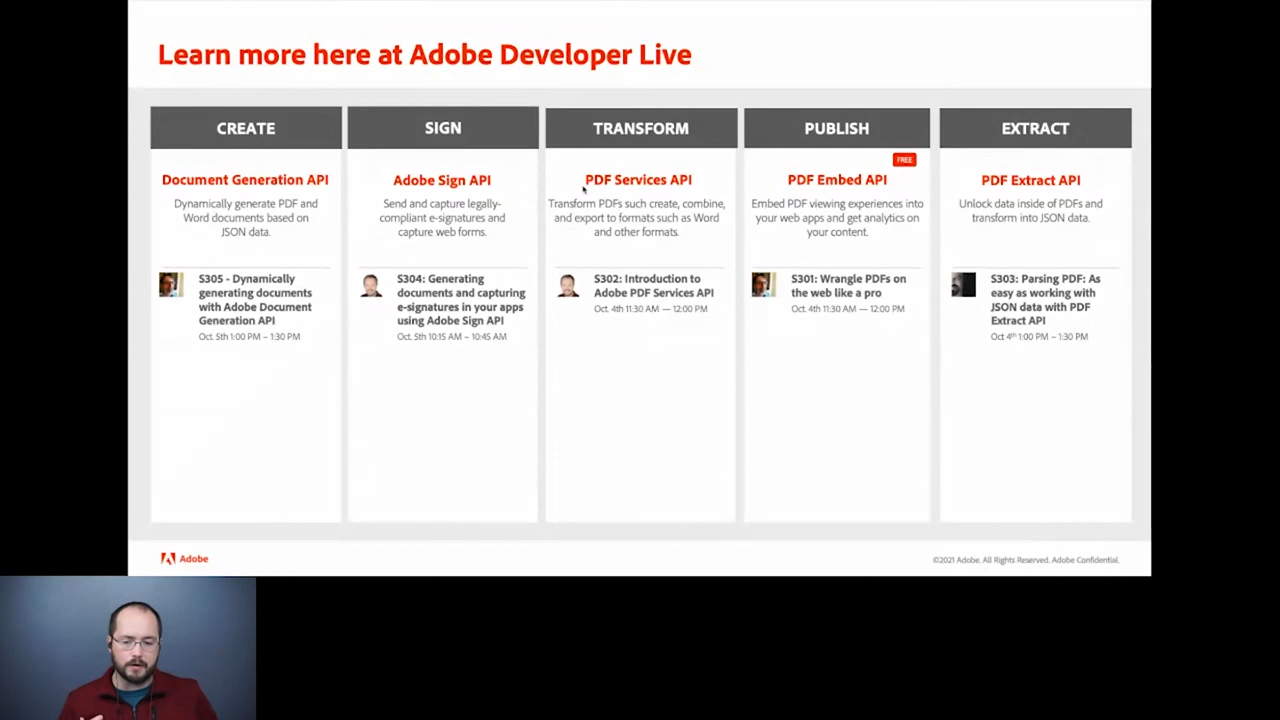 Learn more here at Adobe Developer Live
CREATE
Document Generation API
Dynamically generate PDF and
Word documents based on
JSON data.
S305 - Dynamically
generating documents
with Adobe Document
Generation API
Oct. 5th 1:00 PM – 1:30 PM
SIGN
Adobe Sign API
Send and capture legally-
compliant e-signatures and
capture web forms.
S304: Generating
documents and capturing
e-signatures in your apps
using Adobe Sign API
Oct. 5th 10:15 AM – 10:45 AM
TRANSFORM
PDF Services API
Transform PDFs such create, combine,
and export to formats such as Word
and other formats.
S302: Introduction to
Adobe PDF Services API
Oct. 4th 11:30 AM — 12:00 PM
PUBLISH
FREE
PDF Embed API
Embed PDF viewing experiences into
your web apps and get analytics on
your content.
S301: Wrangle PDFs on
the web like a pro
Oct. 4th 11:30 AM — 12:00 PM
EXTRACT
PDF Extract API
Unlock data inside of PDFs and
transform into JSON data.
S303: Parsing PDF: As
easy as working with
JSON data with PDF
Extract API
Oct 4th 1:00 PM – 1:30 PM
Adobe
©2021 Adobe. All Rights Reserved. Adobe Confidential.